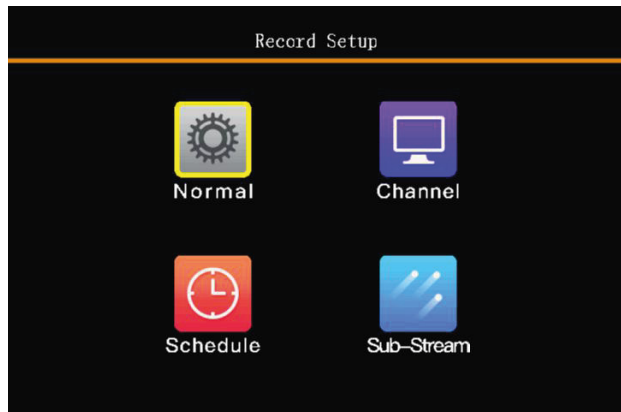 Record Setup
Normal
Channel
Schedule
Sub-Stream